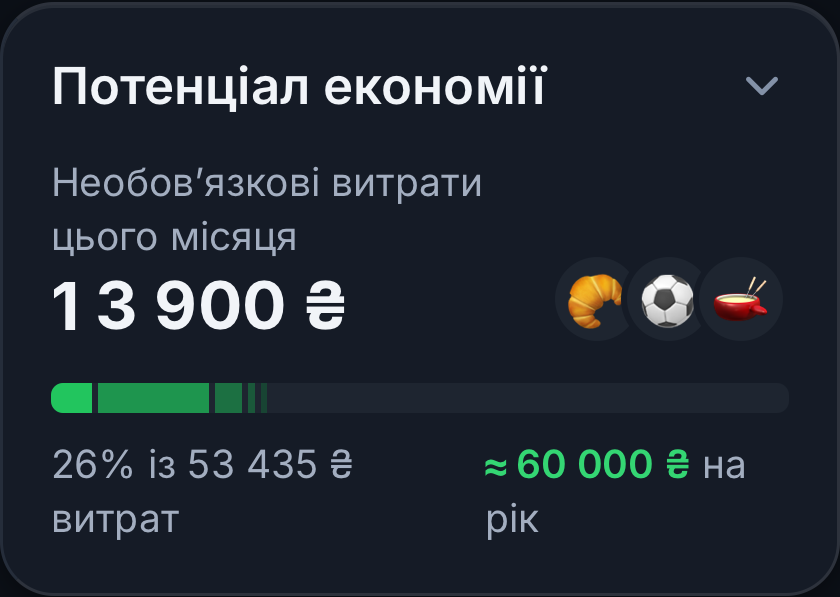 Потенціал економії
Необов’язкові витрати
цього місяця
13 900 ₴
26% із 53 435 ₴
витрат
≈ 60 000 ₴ на
рік